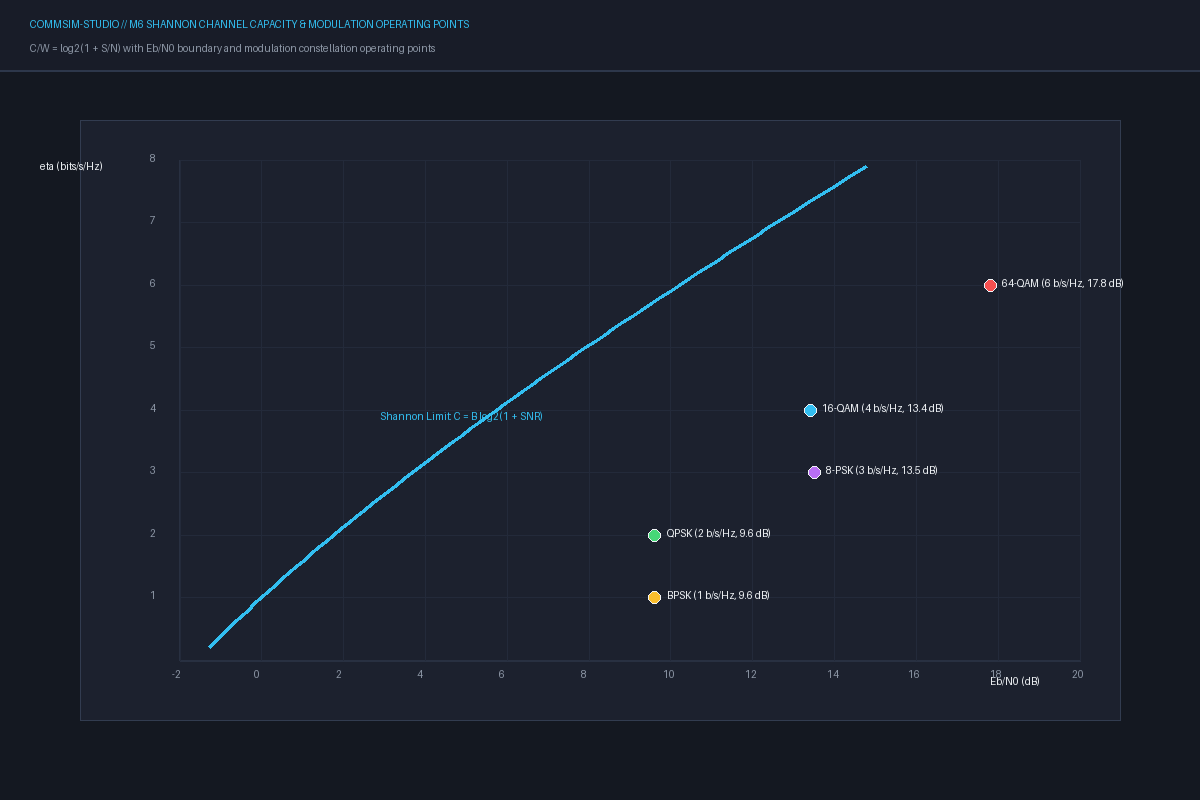 COMMSIM-STUDIO // M6 SHANNON CHANNEL CAPACITY & MODULATION OPERATING POINTS
C/W = log2(1 + S/N) with Eb/N0 boundary and modulation constellation operating points
eta (bits/s/Hz)
8
7
6
5
4
3
2
1
64-QAM (6 b/s/Hz, 17.8 dB)
Shannon Limit C = B log2(1 + SNR)
16-QAM (4 b/s/Hz, 13.4 dB)
8-PSK (3 b/s/Hz, 13.5 dB)
QPSK (2 b/s/Hz, 9.6 dB)
BPSK (1 b/s/Hz, 9.6 dB)
-2 0 2 4 6 8 10 12 14 16 18 20
Eb/N0 (dB)